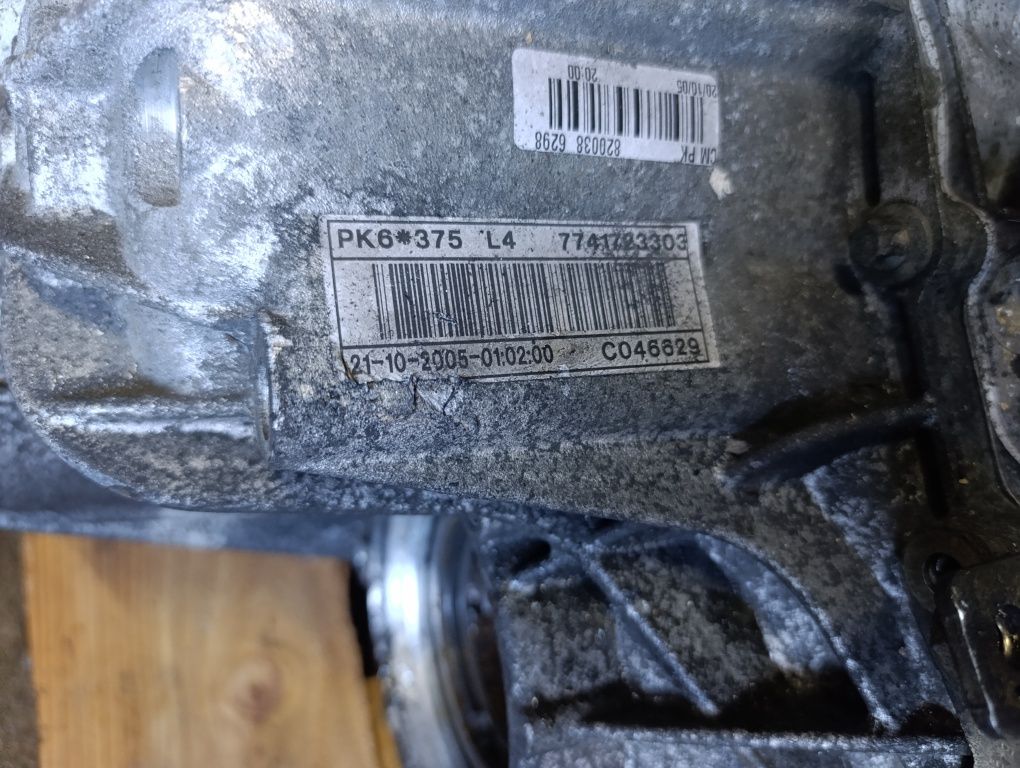 20/10/05
20:00
CM PK
820038 6298
PK6*375 L4 7741723303
21-10-2005-01:02:00 C046629